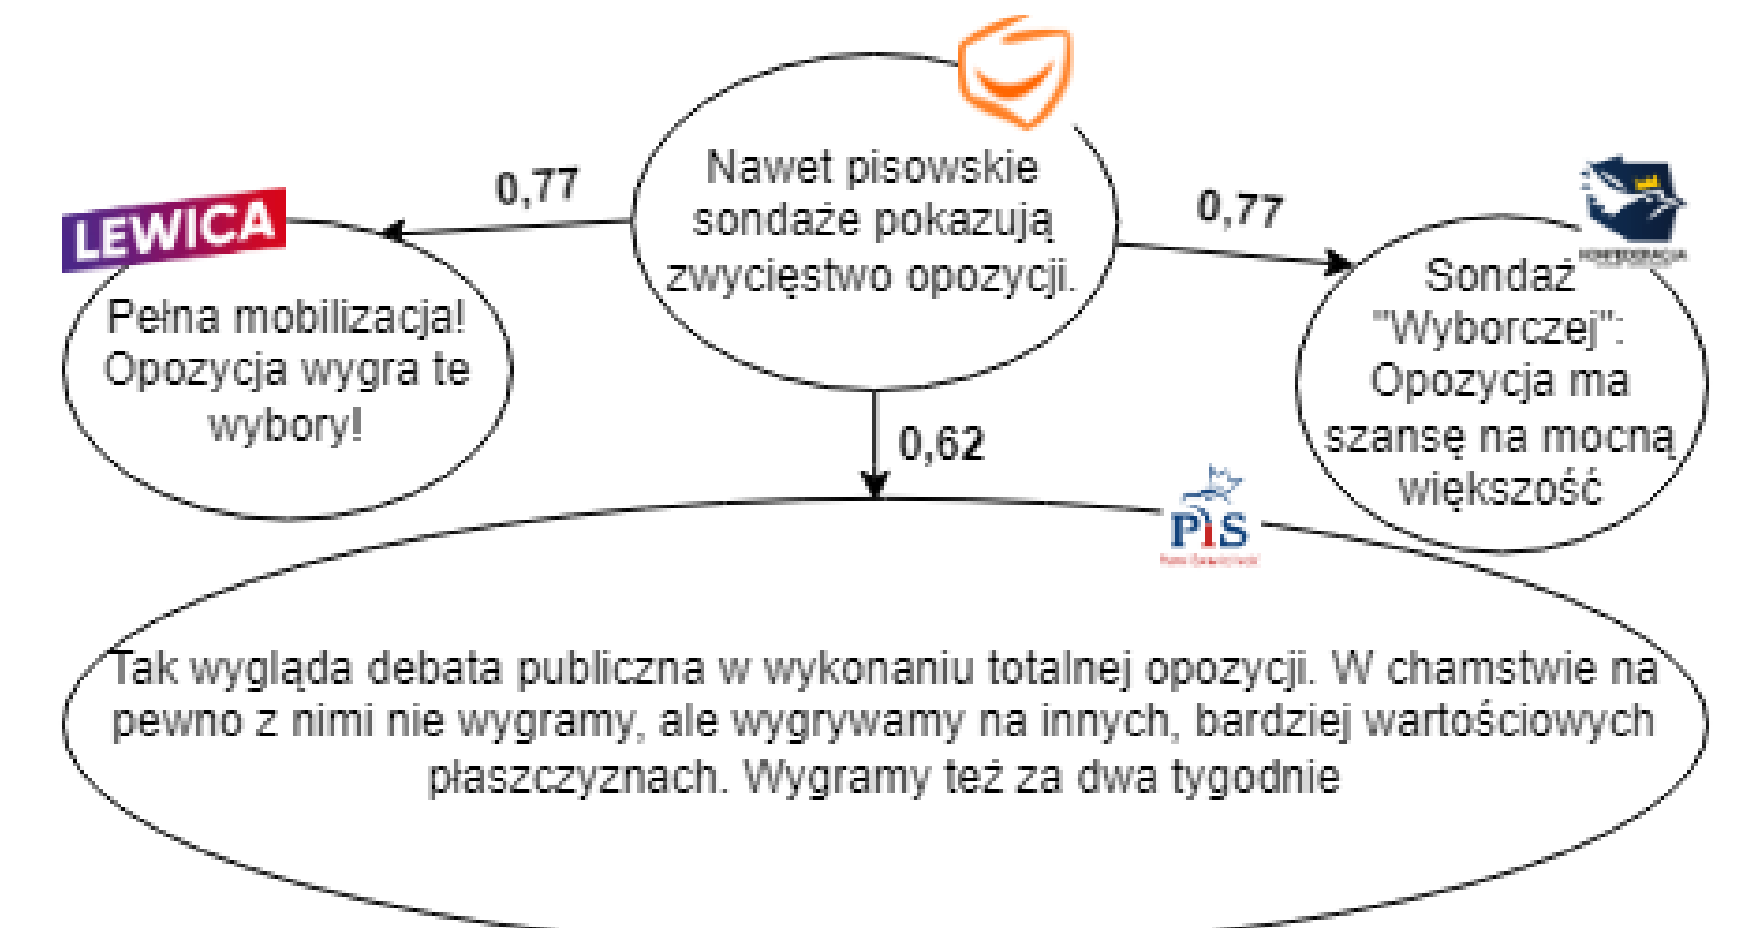 Nawet pisowskie
sondaże pokazują
zwycięstwo opozycji.
0,77
0,77
LEWICA
Pełna mobilizacja!
Opozycja wygra te
wybory!
KONFEDERACJA
Sondaż
"Wyborczej":
Opozycja ma
szansę na mocną
większość
0,62
PiS
Tak wygląda debata publiczna w wykonaniu totalnej opozycji. W chamstwie na
pewno z nimi nie wygramy, ale wygrywamy na innych, bardziej wartościowych
płaszczyznach. Wygramy też za dwa tygodnie